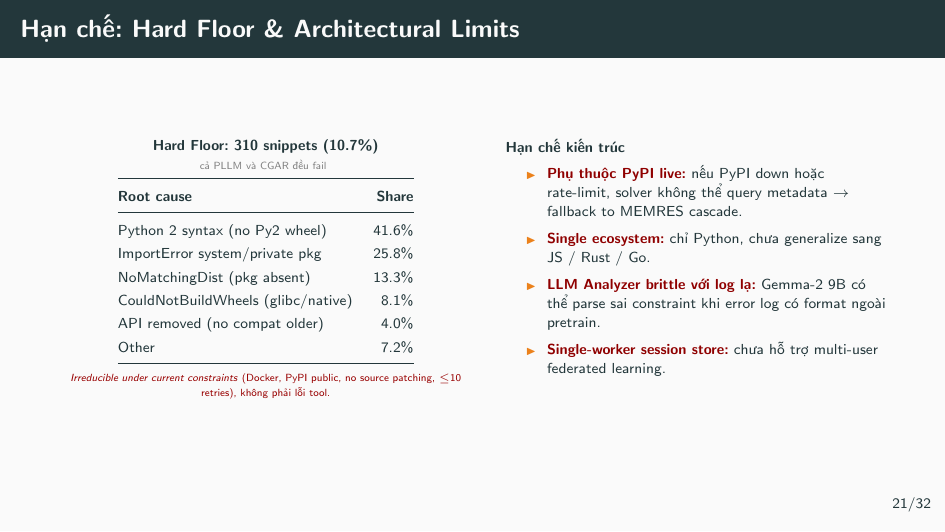 Hạn chế: Hard Floor & Architectural Limits
Hard Floor: 310 snippets (10.7%)
cả PLLM và CGAR đều fail
Root cause Share
Python 2 syntax (no Py2 wheel) 41.6%
ImportError system/private pkg 25.8%
NoMatchingDist (pkg absent) 13.3%
CouldNotBuildWheels (glibc/native) 8.1%
API removed (no compat older) 4.0%
Other 7.2%
Irreducible under current constraints (Docker, PyPI public, no source patching, ≤10
retries), không phải lỗi tool.
Hạn chế kiến trúc
▶ Phụ thuộc PyPI live: nếu PyPI down hoặc
rate-limit, solver không thể query metadata →
fallback to MEMRES cascade.
▶ Single ecosystem: chỉ Python, chưa generalize sang
JS / Rust / Go.
▶ LLM Analyzer brittle với log lạ: Gemma-2 9B có
thể parse sai constraint khi error log có format ngoài
pretrain.
▶ Single-worker session store: chưa hỗ trợ multi-user
federated learning.
21/32